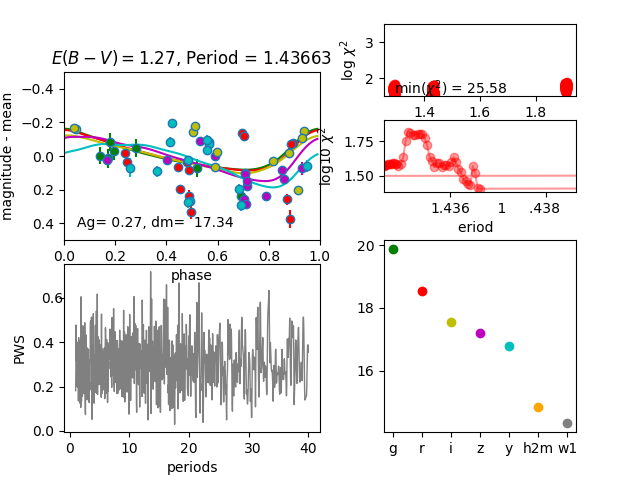 E(B − V) = 1.27, Period = 1.43663
magnitude - mean
−0.4
−0.2
0.0
0.2
0.4
Ag= 0.27, dm= 17.34
0.0 0.2 0.4 0.6 0.8 1.0
phase
log χ²
3
2
min(χ²) = 25.58
1.4 1.6 1.8
log10 χ²
1.75
1.50
1.436 1 .438
eriod
PWS
0.6
0.4
0.2
0.0
0 10 20 30 40
periods
20
18
16
g r i z y h2m w1